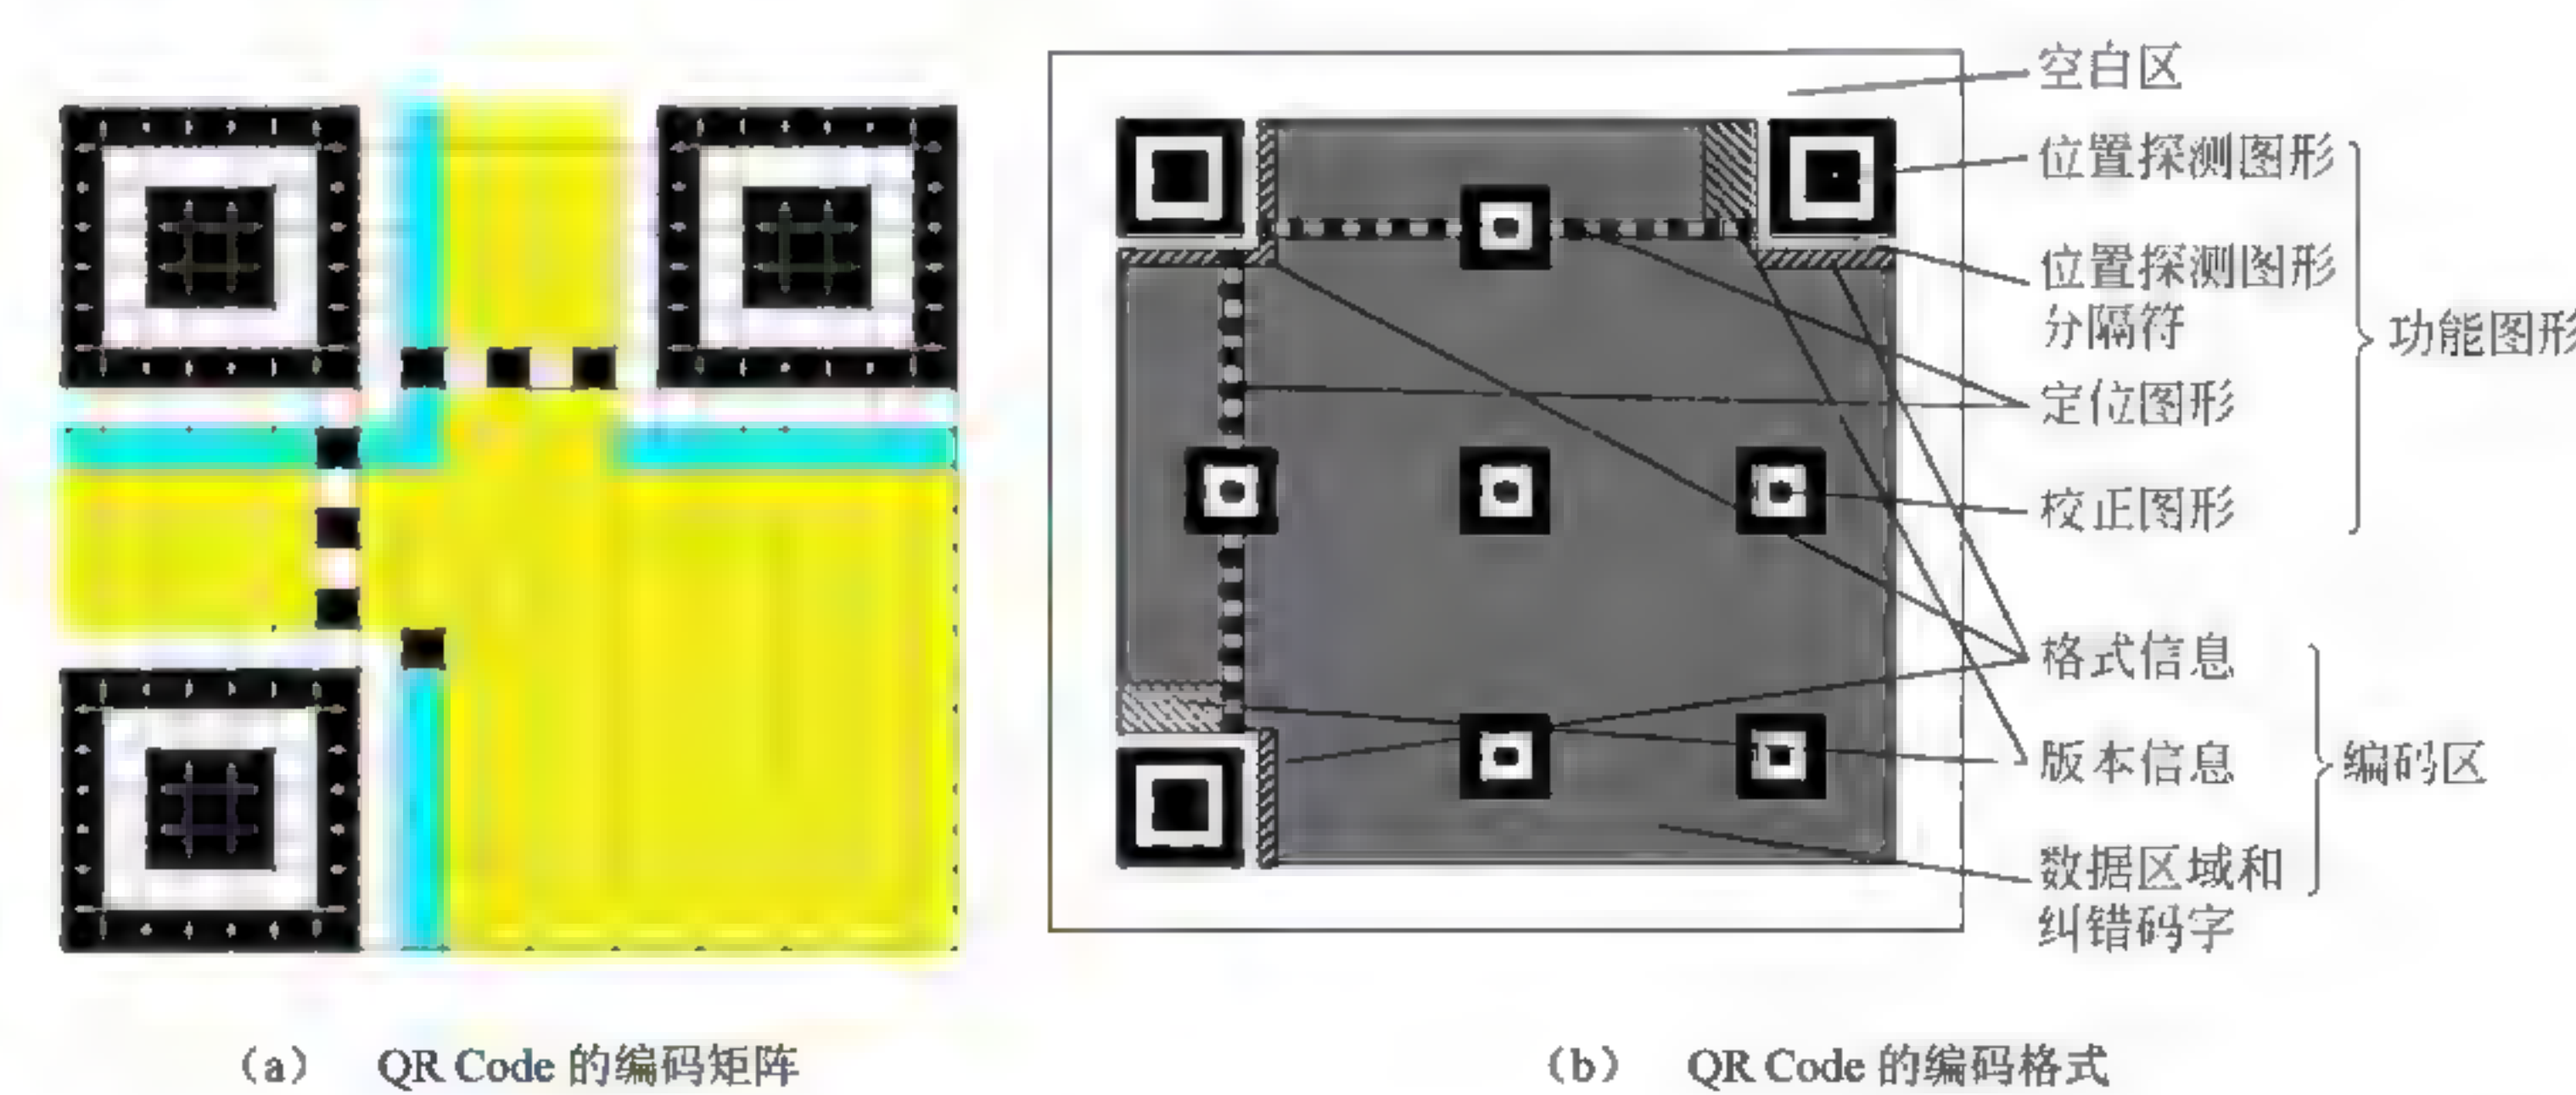 空白区
位置探测图形
位置探测图形
分隔符
功能图形
定位图形
校正图形
格式信息
版本信息
编码区
数据区域和
纠错码字
（a） QR Code 的编码矩阵
（b） QR Code 的编码格式